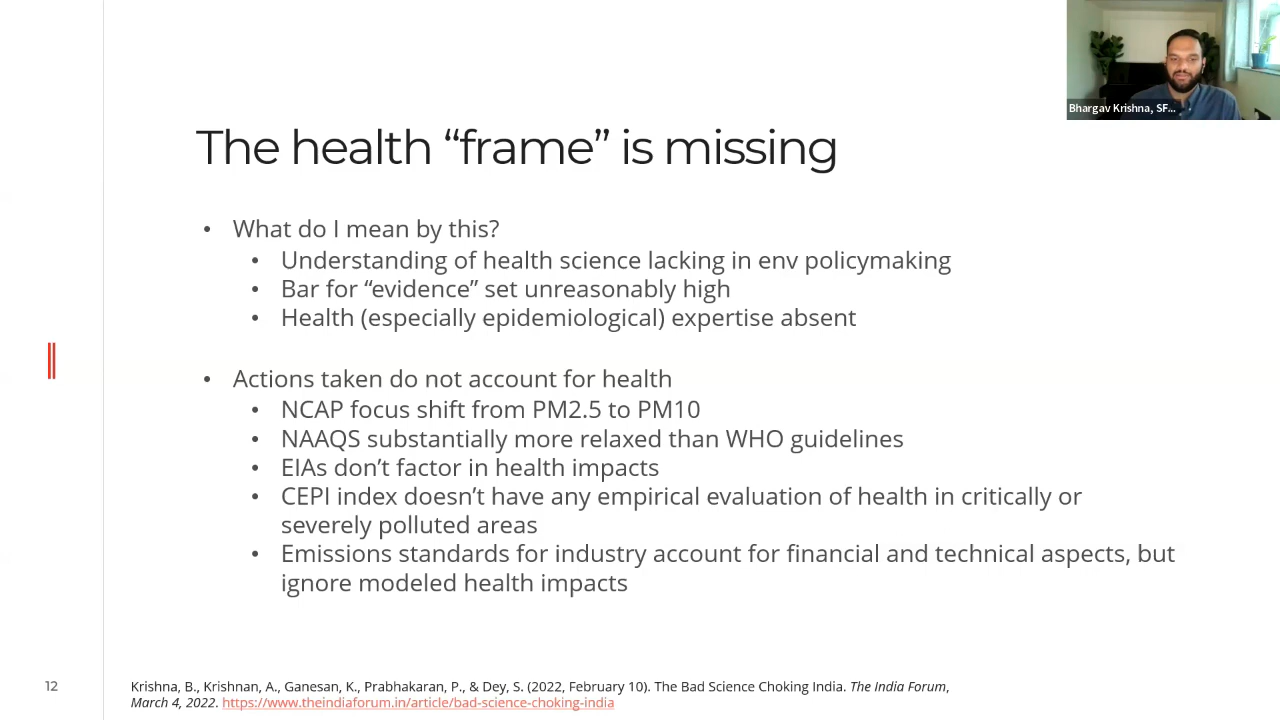 Bhargav Krishna, SF...
The health “frame” is missing
• What do I mean by this?
• Understanding of health science lacking in env policymaking
• Bar for “evidence” set unreasonably high
• Health (especially epidemiological) expertise absent
• Actions taken do not account for health
• NCAP focus shift from PM2.5 to PM10
• NAAQS substantially more relaxed than WHO guidelines
• EIAs don’t factor in health impacts
• CEPI index doesn’t have any empirical evaluation of health in critically or
severely polluted areas
• Emissions standards for industry account for financial and technical aspects, but
ignore modeled health impacts
12
Krishna, B., Krishnan, A., Ganesan, K., Prabhakaran, P., & Dey, S. (2022, February 10). The Bad Science Choking India. The India Forum,
March 4, 2022. https://www.theindiaforum.in/article/bad-science-choking-india